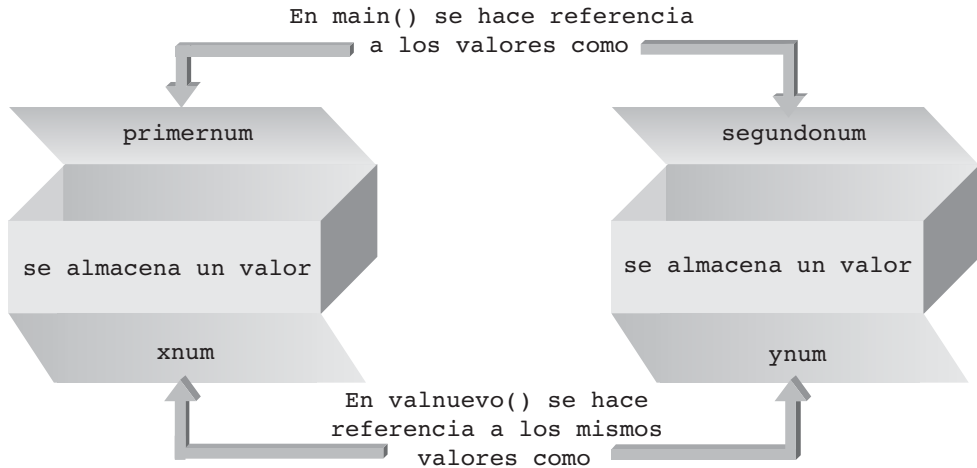 En main() se hace referencia
a los valores como
primernum
segundonum
se almacena un valor
se almacena un valor
xnum
ynum
En valnuevo() se hace
referencia a los mismos
valores como